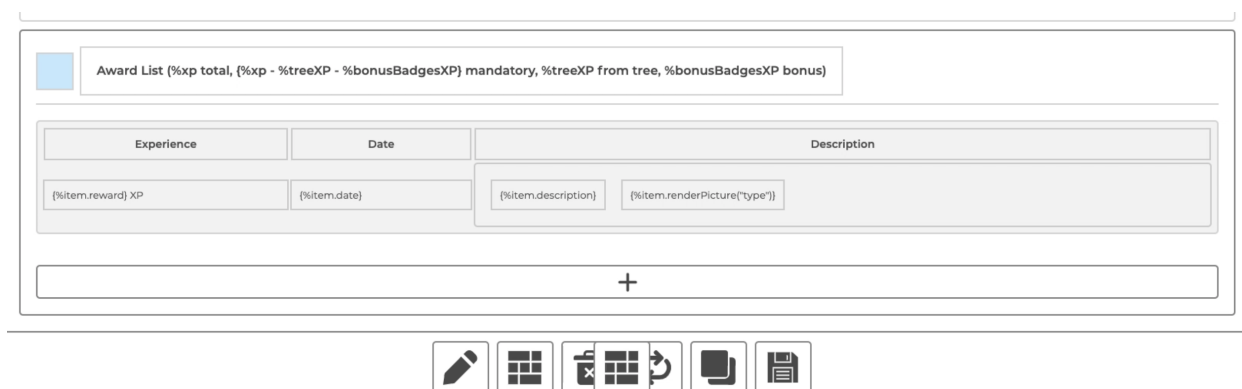 Award List (%xp total, {%xp - %treeXP - %bonusBadgesXP} mandatory, %treeXP from tree, %bonusBadgesXP bonus)
Experience Date Description
{%item.reward} XP {%item.date} {%item.description} {%item.renderPicture("type")}
+